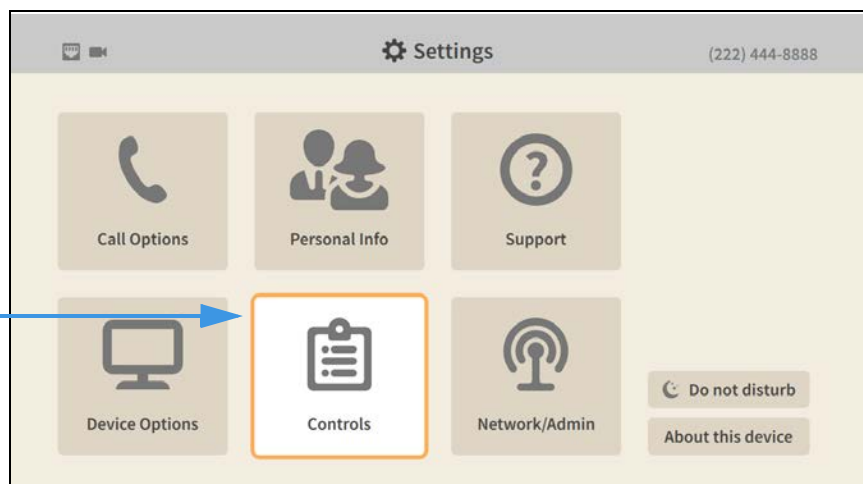 Settings
(222) 444-8888
Call Options
Personal Info
Support
Device Options
Controls
Network/Admin
Do not disturb
About this device